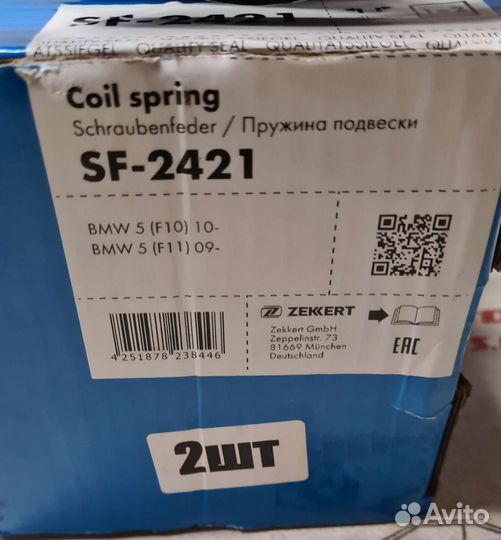 SF-2421
ATSSIEGEL QUALITY SEAL QUALITÄTSSIEGEL
Coil spring
Schraubenfeder / Пружина подвески
SF-2421
BMW 5 (F10) 10-
BMW 5 (F11) 09-
ZEKKERT
Zekkert GmbH
Zeppelinstr. 73
81669 München
Deutschland
4 251878 238446
EAC
2шт
Avito